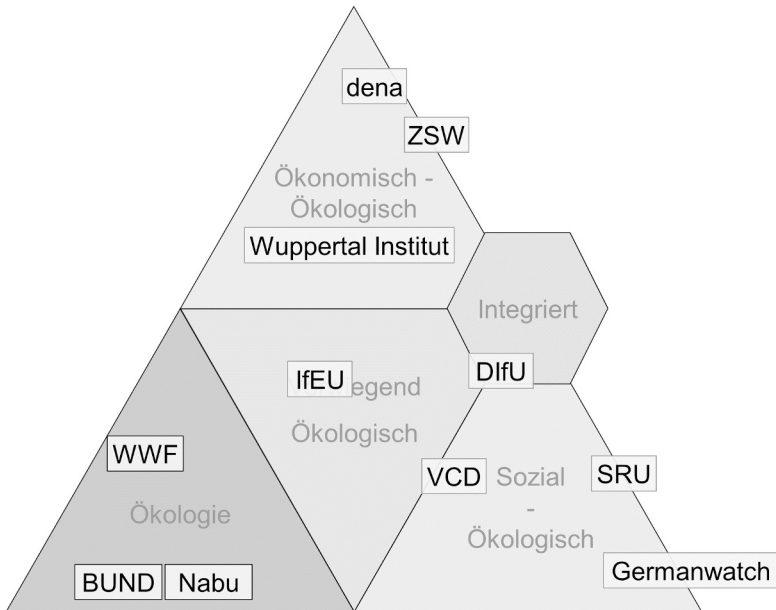 dena
ZSW
Ökonomisch -
Ökologisch
Wuppertal Institut
Integriert
IfEU
egend
Ökologisch
DIfU
WWF
Ökologie
BUND
Nabu
VCD
Sozial
-
Ökologisch
SRU
Germanwatch